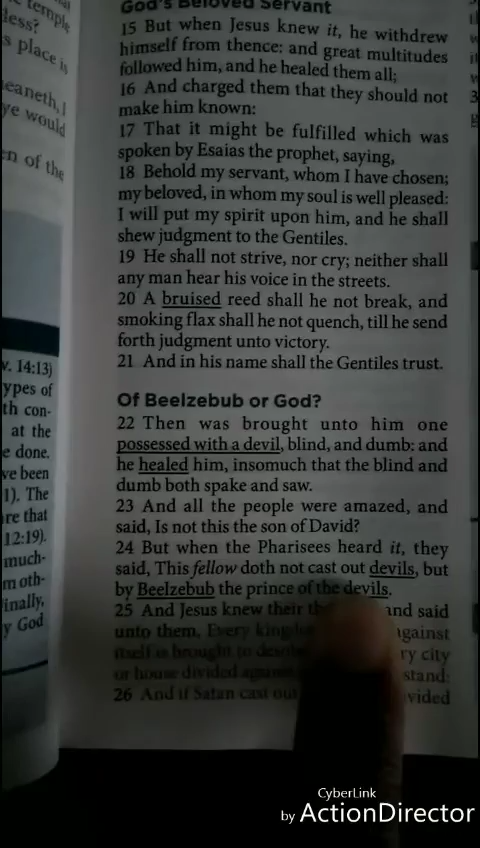 temple
less?
s place is
eaneth, I
ye would
en of the
v. 14:13)
ypes of
th con-
at the
e done.
ve been
1). The
are that
12:19).
much-
m oth-
inally,
y God
God's Beloved Servant
15 But when Jesus knew it, he withdrew
himself from thence: and great multitudes
followed him, and he healed them all;
16 And charged them that they should not
make him known:
17 That it might be fulfilled which was
spoken by Esaias the prophet, saying,
18 Behold my servant, whom I have chosen;
my beloved, in whom my soul is well pleased:
I will put my spirit upon him, and he shall
shew judgment to the Gentiles.
19 He shall not strive, nor cry; neither shall
any man hear his voice in the streets.
20 A bruised reed shall he not break, and
smoking flax shall he not quench, till he send
forth judgment unto victory.
21 And in his name shall the Gentiles trust.
Of Beelzebub or God?
22 Then was brought unto him one
possessed with a devil, blind, and dumb: and
he healed him, insomuch that the blind and
dumb both spake and saw.
23 And all the people were amazed, and
said, Is not this the son of David?
24 But when the Pharisees heard it, they
said, This fellow doth not cast out devils, but
by Beelzebub the prince of the devils.
25 And Jesus knew their and said
unto them, Every against
itself is brought to ry city
or house divided stand:
26 And if Satan cast out vided
CyberLink
by ActionDirector